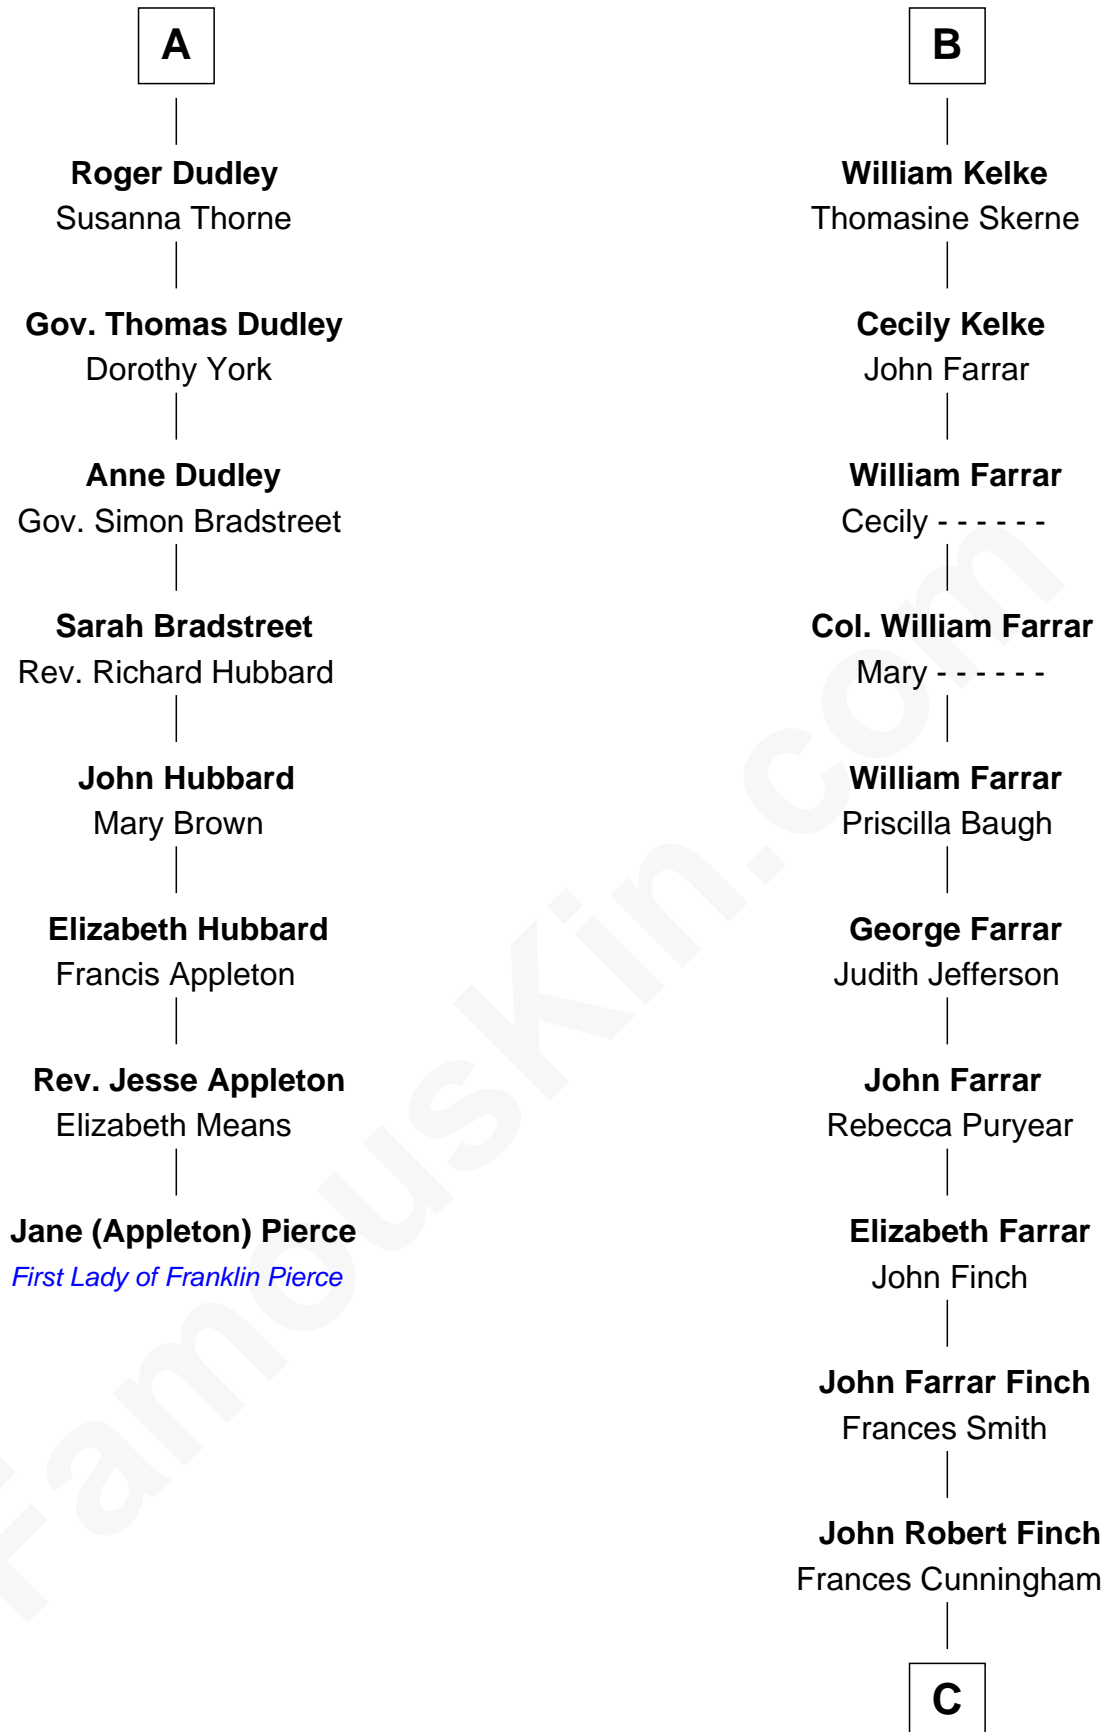 A
Roger Dudley
Susanna Thorne
Gov. Thomas Dudley
Dorothy York
Anne Dudley
Gov. Simon Bradstreet
Sarah Bradstreet
Rev. Richard Hubbard
John Hubbard
Mary Brown
Elizabeth Hubbard
Francis Appleton
Rev. Jesse Appleton
Elizabeth Means
Jane (Appleton) Pierce
First Lady of Franklin Pierce
B
William Kelke
Thomasine Skerne
Cecily Kelke
John Farrar
William Farrar
Cecily - - - - - -
Col. William Farrar
Mary - - - - - -
William Farrar
Priscilla Baugh
George Farrar
Judith Jefferson
John Farrar
Rebecca Puryear
Elizabeth Farrar
John Finch
John Farrar Finch
Frances Smith
John Robert Finch
Frances Cunningham
C
FamousKin.com